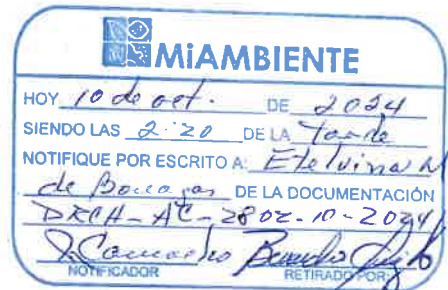 MiAMBIENTE
HOY 10 de oct. DE 2024
SIENDO LAS 2:20 DE LA Tarde
NOTIFIQUE POR ESCRITO A: Etelvina
de DE LA DOCUMENTACIÓN
DRCH-AC-2802-10-2024
NOTIFICADOR RETIRADO POR: